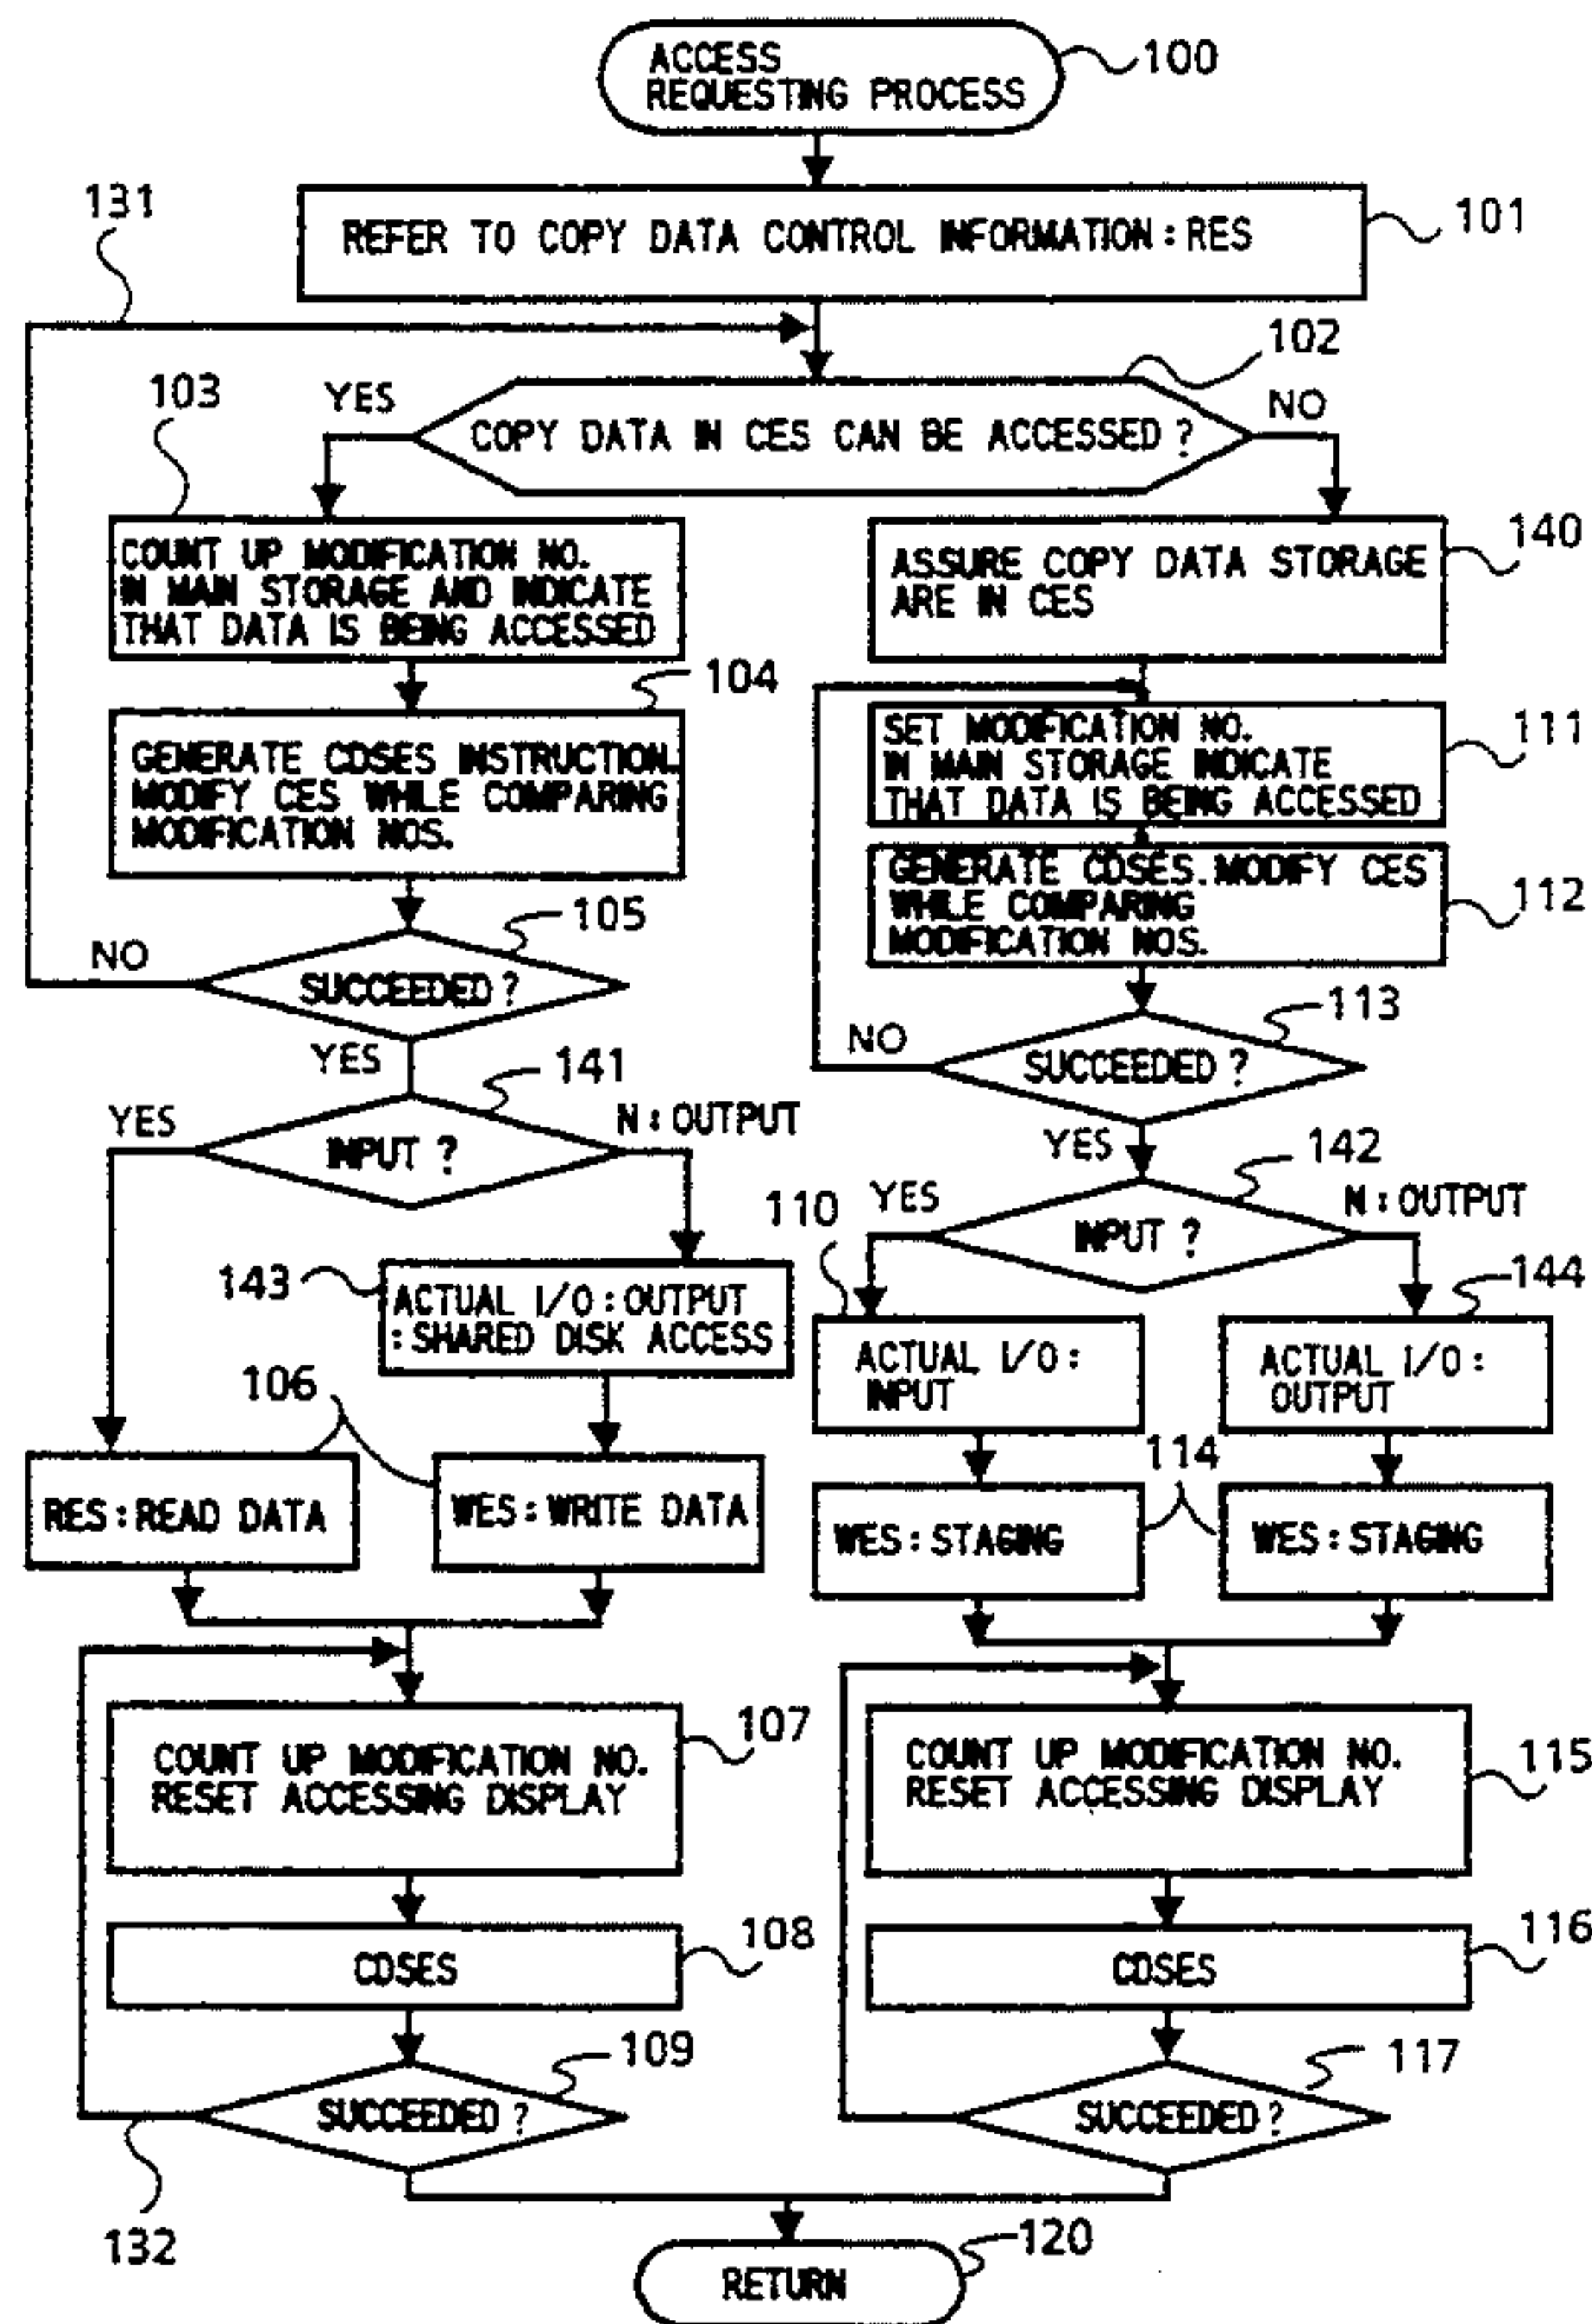 ACCESS
REQUESTING PROCESS
100
REFER TO COPY DATA CONTROL INFORMATION : RES
101
131
102
103
YES
NO
COPY DATA IN CES CAN BE ACCESSED ?
COUNT UP MODIFICATION NO.
IN MAIN STORAGE AND INDICATE
THAT DATA IS BEING ACCESSED
ASSURE COPY DATA STORAGE
ARE IN CES
140
104
GENERATE CDSES INSTRUCTION.
MODIFY CES WHILE COMPARING
MODIFICATION NOS.
SET MODIFICATION NO.
IN MAIN STORAGE INDICATE
THAT DATA IS BEING ACCESSED
111
GENERATE CDSES. MODIFY CES
WHILE COMPARING
MODIFICATION NOS.
112
105
NO
SUCCEEDED ?
YES
113
NO
SUCCEEDED ?
YES
141
YES
N : OUTPUT
INPUT ?
142
110
YES
N : OUTPUT
INPUT ?
143
ACTUAL I/O : OUTPUT
: SHARED DISK ACCESS
144
ACTUAL I/O :
INPUT
ACTUAL I/O :
OUTPUT
106
114
RES : READ DATA
WES : WRITE DATA
WES : STAGING
WES : STAGING
COUNT UP MODIFICATION NO.
RESET ACCESSING DISPLAY
107
COUNT UP MODIFICATION NO.
RESET ACCESSING DISPLAY
115
CDSES
108
CDSES
116
109
SUCCEEDED ?
117
SUCCEEDED ?
132
120
RETURN